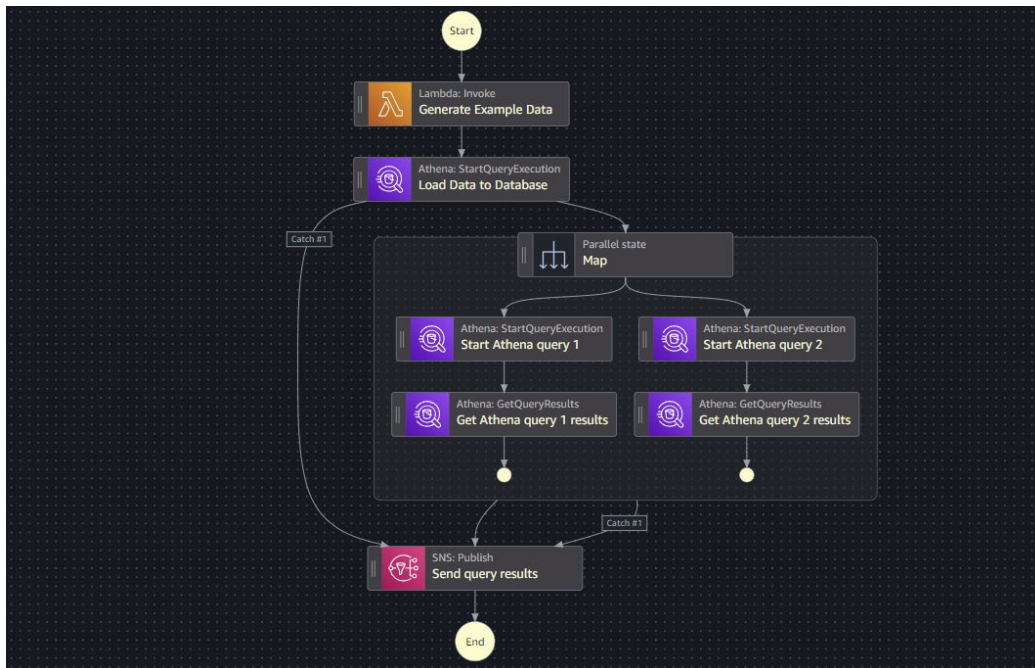 Start
Lambda: Invoke
Generate Example Data
Athena: StartQueryExecution
Load Data to Database
Catch #1
Parallel state
Map
Athena: StartQueryExecution
Start Athena query 1
Athena: StartQueryExecution
Start Athena query 2
Athena: GetQueryResults
Get Athena query 1 results
Athena: GetQueryResults
Get Athena query 2 results
Catch #1
SNS: Publish
Send query results
End